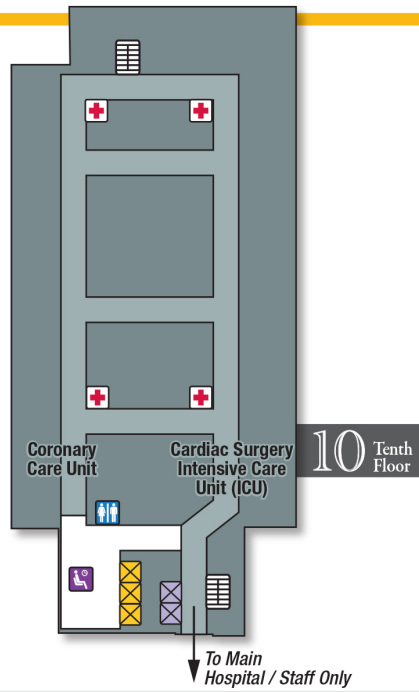 Coronary
Care Unit
Cardiac Surgery
Intensive Care
Unit (ICU)
10 Tenth
Floor
To Main
Hospital / Staff Only